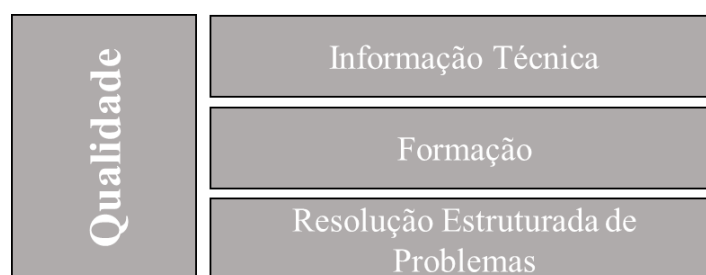 Qualidade
Informação Técnica
Formação
Resolução Estruturada de
Problemas